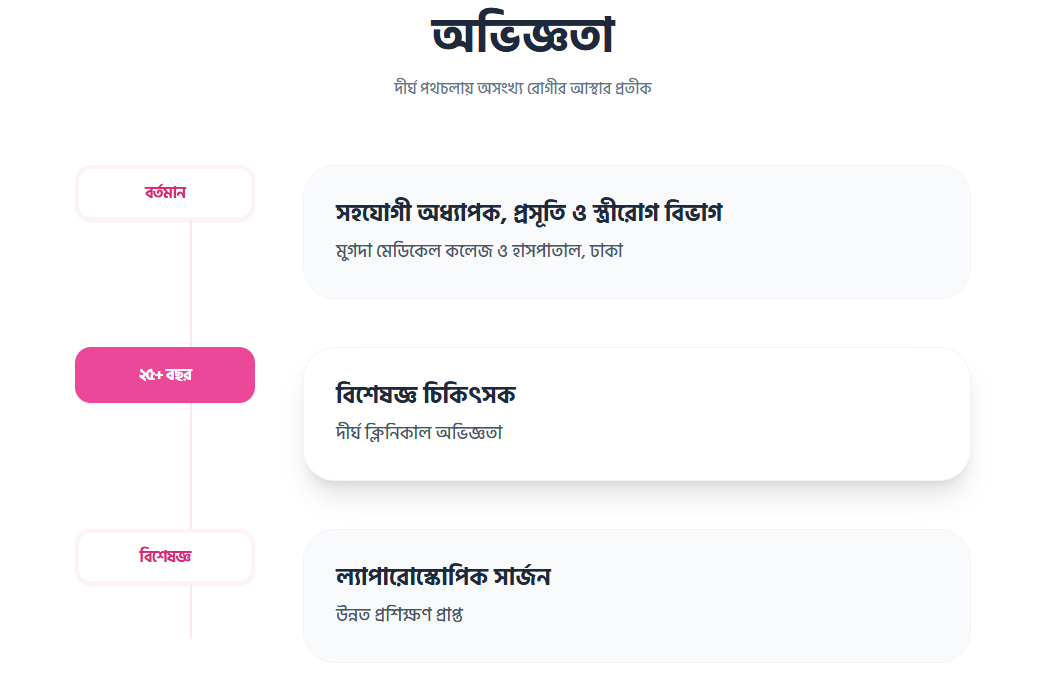 অভিজ্ঞতা
দীর্ঘ পথচলায় অসংখ্য রোগীর আস্থার প্রতীক
বর্তমান
সহযোগী অধ্যাপক, প্রসূতি ও স্ত্রীরোগ বিভাগ
মুগদা মেডিকেল কলেজ ও হাসপাতাল, ঢাকা
২৫+ বছর
বিশেষজ্ঞ চিকিৎসক
দীর্ঘ ক্লিনিকাল অভিজ্ঞতা
বিশেষজ্ঞ
ল্যাপারোস্কোপিক সার্জন
উন্নত প্রশিক্ষণ প্রাপ্ত